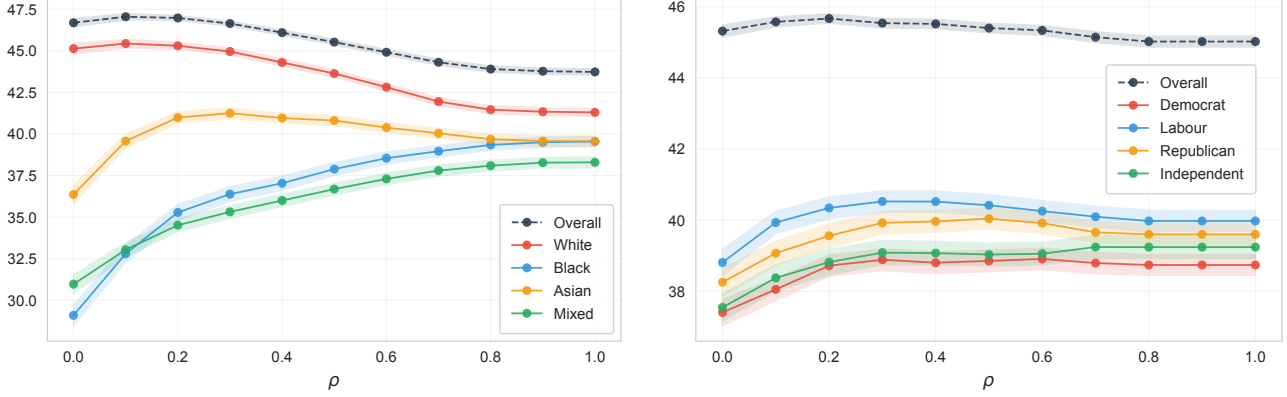 47.5
45.0
42.5
40.0
37.5
35.0
32.5
30.0
0.0 0.2 0.4 0.6 0.8 1.0
ρ
Overall
White
Black
Asian
Mixed
46
44
42
40
38
0.0 0.2 0.4 0.6 0.8 1.0
ρ
Overall
Democrat
Labour
Republican
Independent